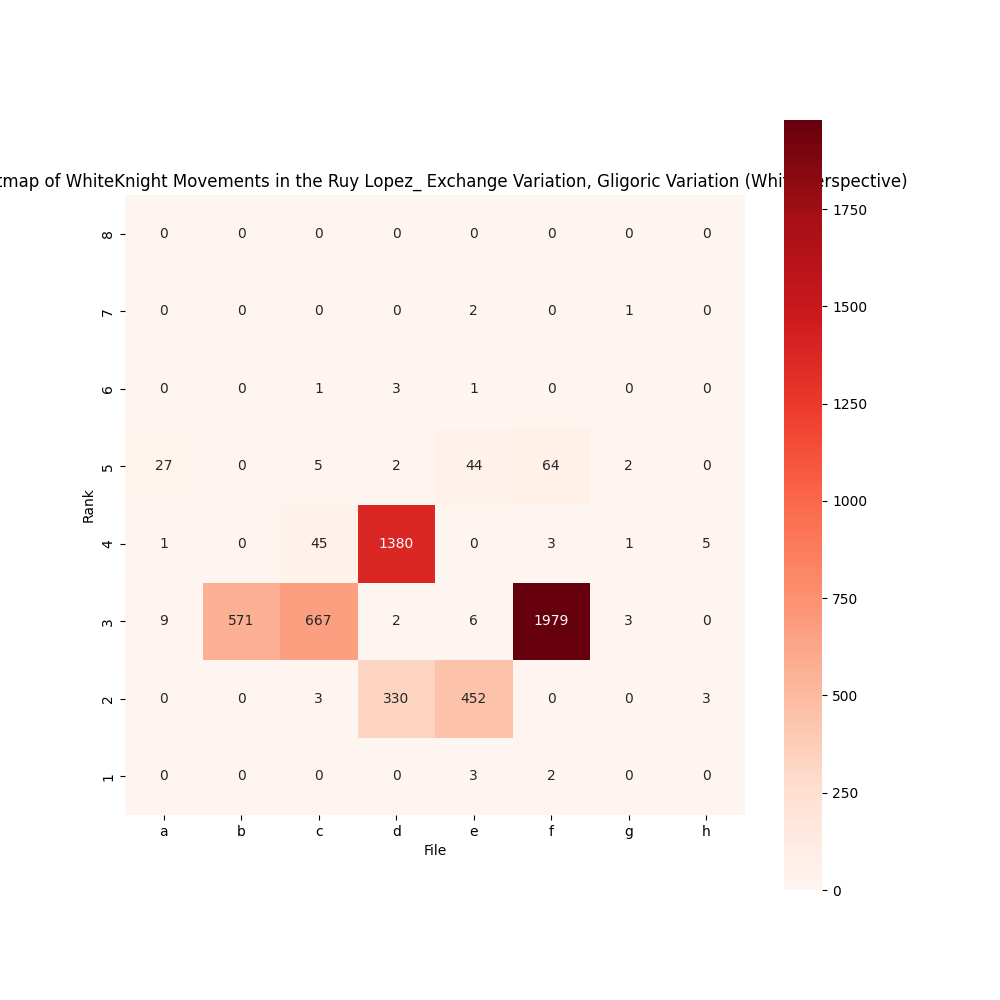 tmap of WhiteKnight Movements in the Ruy Lopez_ Exchange Variation, Gligoric Variation (Whit erspective)
8 0 0 0 0 0 0 0 0
7 0 0 0 0 2 0 1 0
6 0 0 1 3 1 0 0 0
5 27 0 5 2 44 64 2 0
4 1 0 45 1380 0 3 1 5
3 9 571 667 2 6 1979 3 0
2 0 0 3 330 452 0 0 3
1 0 0 0 0 3 2 0 0
a b c d e f g h
File
Rank
1750
1500
1250
1000
750
500
250
0